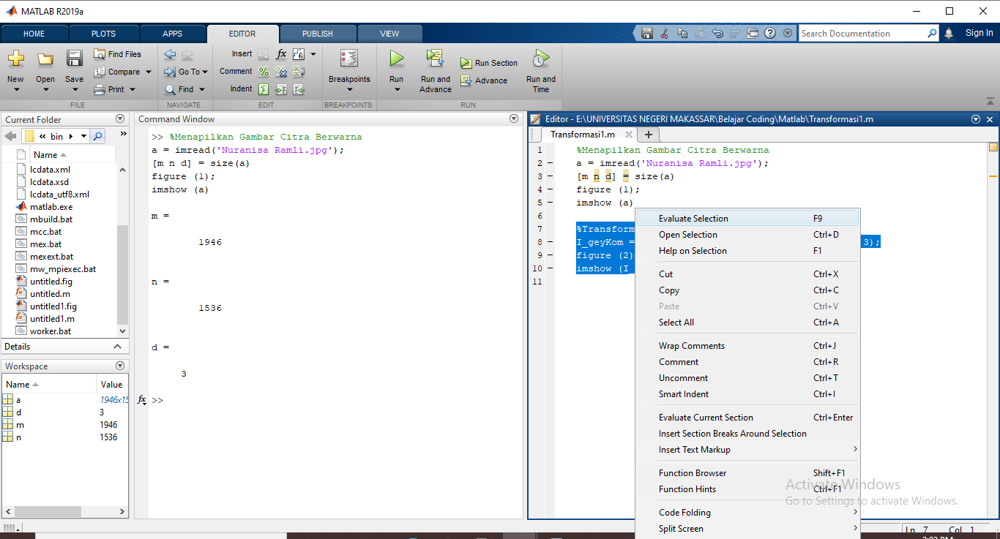 MATLAB R2019a
HOME PLOTS APPS EDITOR PUBLISH VIEW
Search Documentation
Sign In
New
Open
Save
Find Files
Compare
Print
FILE
Go To
Find
NAVIGATE
Insert
Comment
Indent
EDIT
Breakpoints
BREAKPOINTS
Run
Run and Advance
Run Section
Advance
Run and Time
RUN
Current Folder
« bin
»
Name
lcdata.xml
lcdata.xsd
lcdata_utf8.xml
matlab.exe
mbuild.bat
mcc.bat
mex.bat
mexext.bat
mw_mpiexec.bat
untitled.fig
untitled.m
untitled1.fig
untitled1.m
worker.bat
Details
Workspace
Name Value
a 1946x15
d 3
m 1946
n 1536
Command Window
>> %Menapilkan Gambar Citra Berwarna
a = imread('Nuranisa Ramli.jpg');
[m n d] = size(a)
figure (1);
imshow (a)
m =
1946
n =
1536
d =
3
fx >>
Editor - E:\UNIVERSITAS NEGERI MAKASSAR\Belajar Coding\Matlab\Transformasi1.m
Transformasi1.m
1 %Menapilkan Gambar Citra Berwarna
2 – a = imread('Nuranisa Ramli.jpg');
3 – [m n d] = size(a)
4 – figure (1);
5 – imshow (a)
6
7 %Transform
8 – I_geyKom = 3);
9 – figure (2)
10 – imshow (I
11
Evaluate Selection F9
Open Selection Ctrl+D
Help on Selection F1
Cut Ctrl+X
Copy Ctrl+C
Paste Ctrl+V
Select All Ctrl+A
Wrap Comments Ctrl+J
Comment Ctrl+R
Uncomment Ctrl+T
Smart Indent Ctrl+I
Evaluate Current Section Ctrl+Enter
Insert Section Breaks Around Selection
Insert Text Markup
Function Browser Shift+F1
Function Hints Ctrl+F1
Code Folding
Split Screen
Activate Windows
Go to Settings to activate Windows.
Ln 7 Col 1